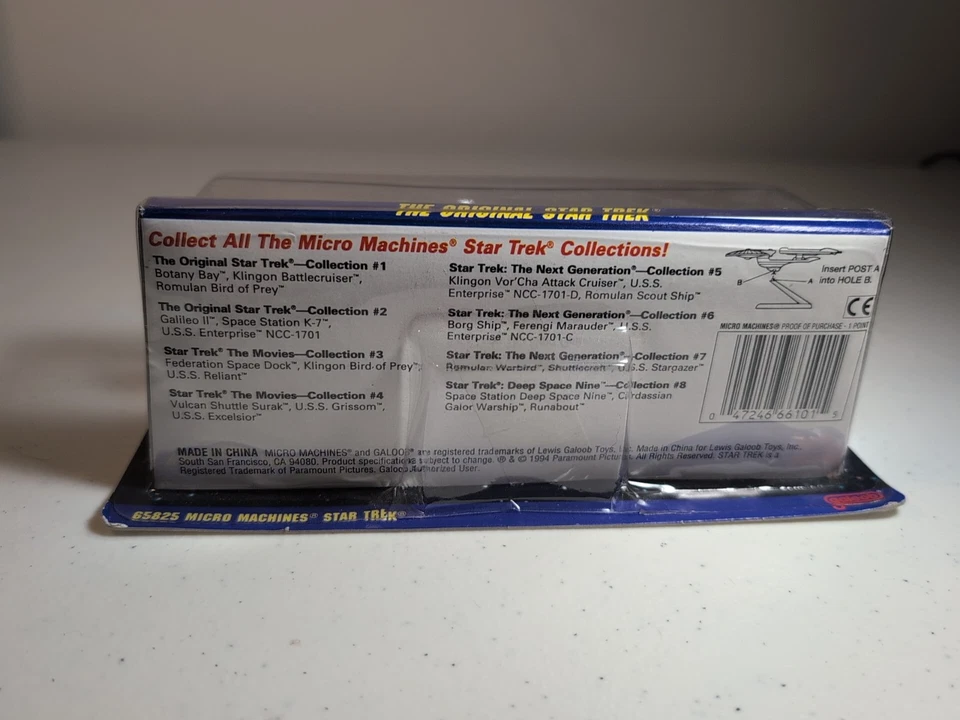 THE ORIGINAL STAR TREK®
Collect All The Micro Machines® Star Trek® Collections!
The Original Star Trek®—Collection #1
Botany Bay™, Klingon Battlecruiser™,
Romulan Bird of Prey™
The Original Star Trek®—Collection #2
Galileo II™, Space Station K-7™,
U.S.S. Enterprise™ NCC-1701
Star Trek® The Movies—Collection #3
Federation Space Dock™, Klingon Bird-of Prey™,
U.S.S. Reliant™
Star Trek® The Movies—Collection #4
Vulcan Shuttle Surak™, U.S.S. Grissom™,
U.S.S. Excelsior™
Star Trek: The Next Generation®—Collection #5
Klingon Vor'Cha Attack Cruiser™, U.S.S.
Enterprise™ NCC-1701-D, Romulan Scout Ship™
Star Trek: The Next Generation®—Collection #6
Borg Ship™, Ferengi Marauder™, U.S.S.
Enterprise™ NCC-1701-C
Star Trek: The Next Generation®—Collection #7
Romulan Warbird™, Shuttlecraft™, U.S.S. Stargazer™
Star Trek®: Deep Space Nine™—Collection #8
Space Station Deep Space Nine™, Cardassian
Galor Warship™, Runabout™
B
A
Insert POST A
into HOLE B.
CE
MICRO MACHINES® PROOF OF PURCHASE - 1 POINT
0 47246 66101 5
MADE IN CHINA MICRO MACHINES® and GALOOB® are registered trademarks of Lewis Galoob Toys, Inc. Made in China for Lewis Galoob Toys, Inc.,
South San Francisco, CA 94080. Product specifications subject to change. ® & © 1994 Paramount Pictures. All Rights Reserved. STAR TREK is a
Registered Trademark of Paramount Pictures. Galoob Authorized User.
65825 MICRO MACHINES® STAR TREK®